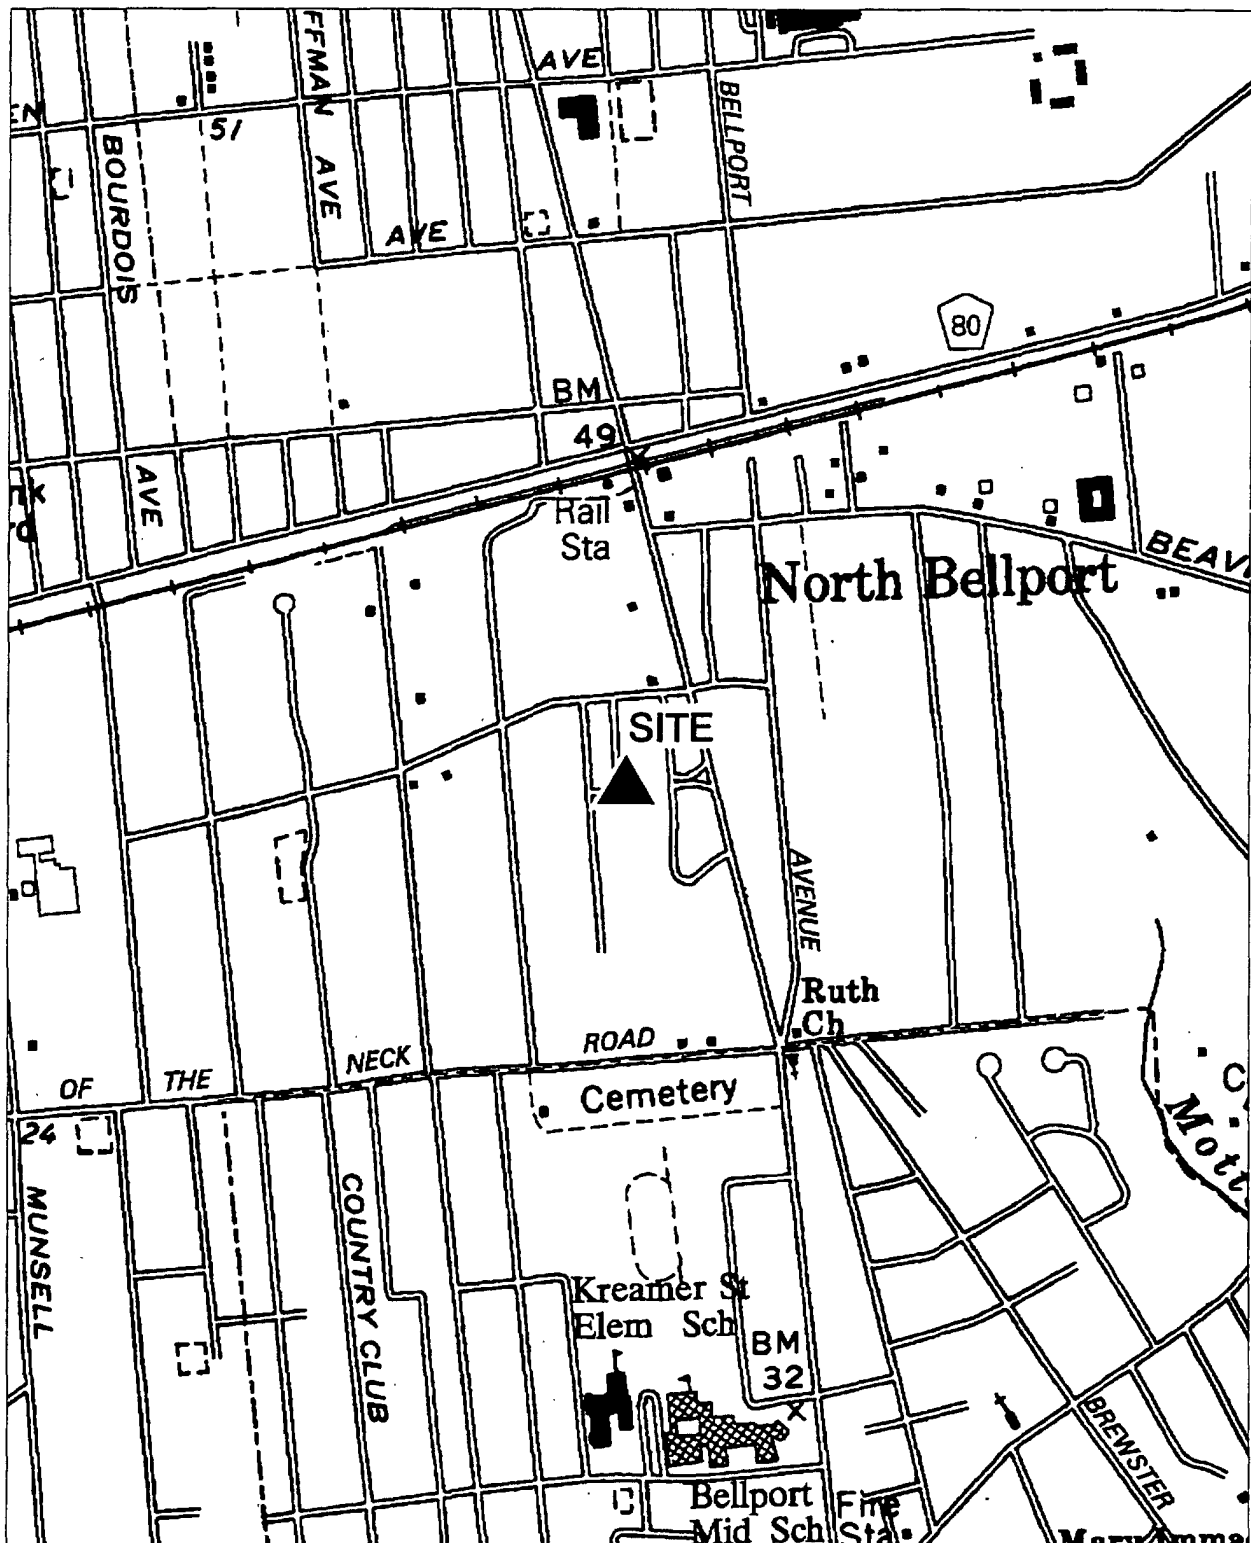 AVE
FFMAN AVE
BELLPORT
51
BOURDOIS
AVE
80
BM
49
AVE
Rail
Sta
North Bellport
SITE
AVENUE
Ruth
Ch
OF THE NECK ROAD
Cemetery
24
MUNSELL
COUNTRY CLUB
Kreamer St
Elem Sch
BM
32
BREWSTER
Bellport
Mid Sch
Fire
Sta